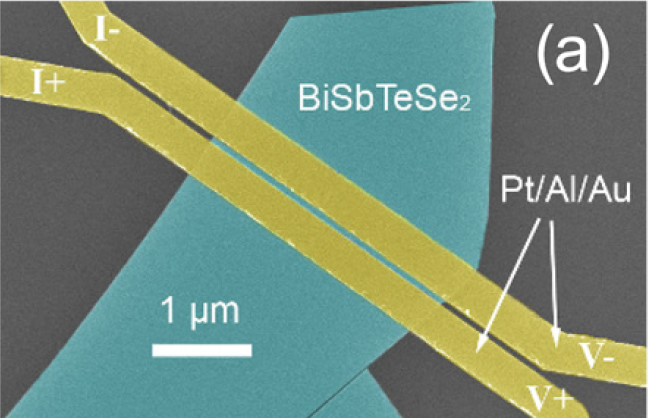 I-
(a)
I+
BiSbTeSe₂
Pt/Al/Au
1 μm
V-
V+